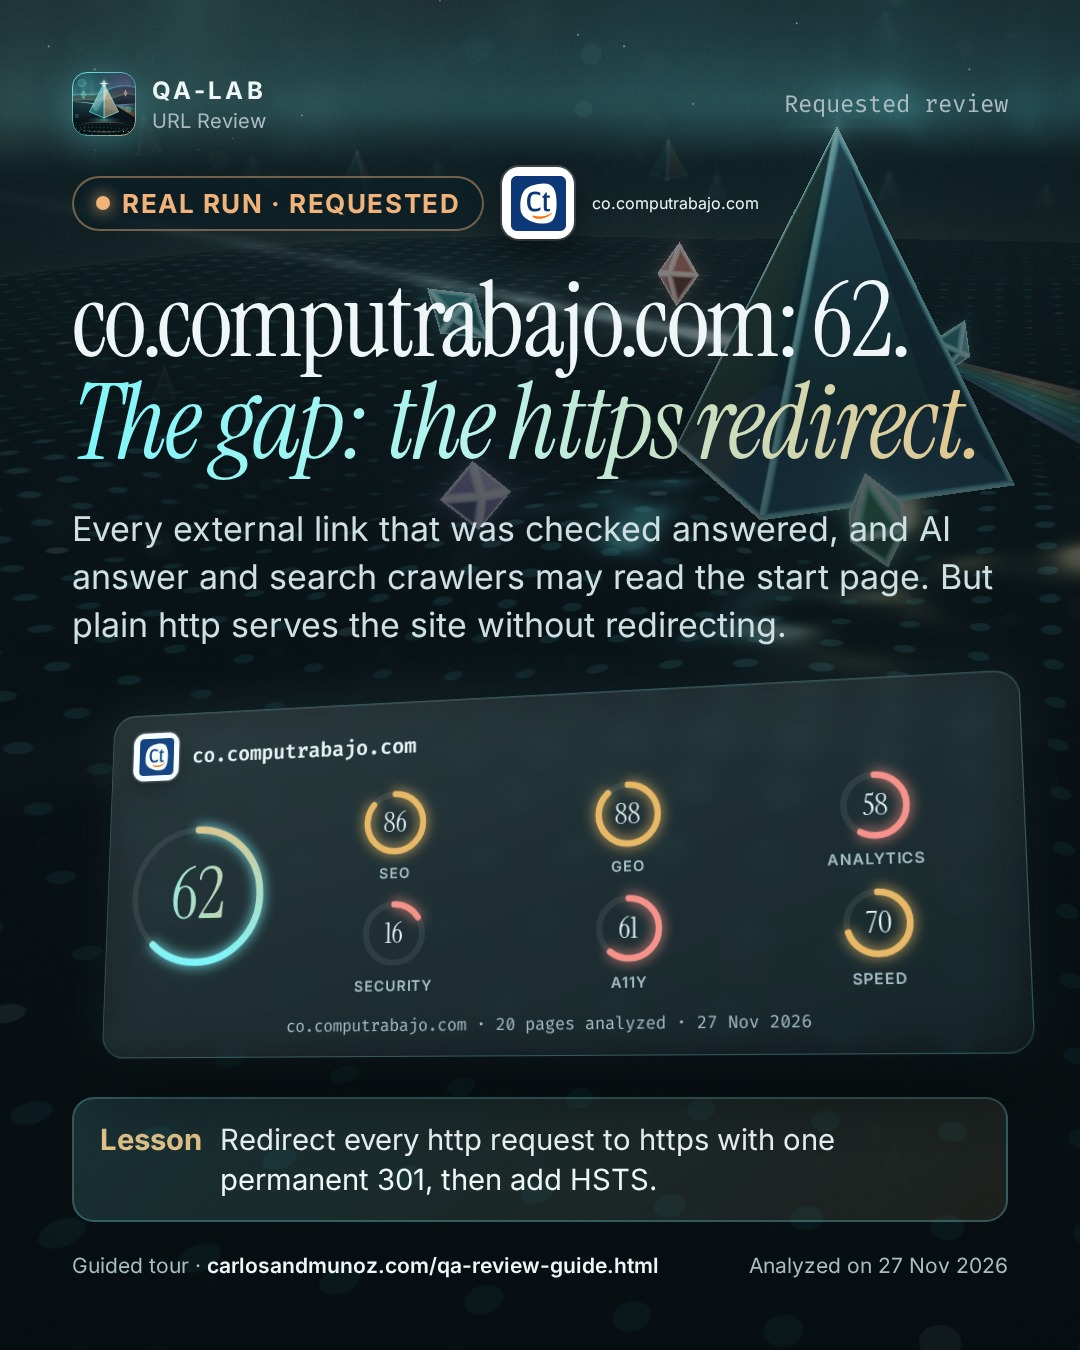 QA-LAB
URL Review
Requested review
REAL RUN · REQUESTED
Ct
co.computrabajo.com
co.computrabajo.com: 62.
The gap: the https redirect.
Every external link that was checked answered, and AI
answer and search crawlers may read the start page. But
plain http serves the site without redirecting.
Ct
co.computrabajo.com
62
86
SEO
88
GEO
58
ANALYTICS
16
SECURITY
61
A11Y
70
SPEED
co.computrabajo.com · 20 pages analyzed · 27 Nov 2026
Lesson
Redirect every http request to https with one
permanent 301, then add HSTS.
Guided tour · carlosandmunoz.com/qa-review-guide.html
Analyzed on 27 Nov 2026